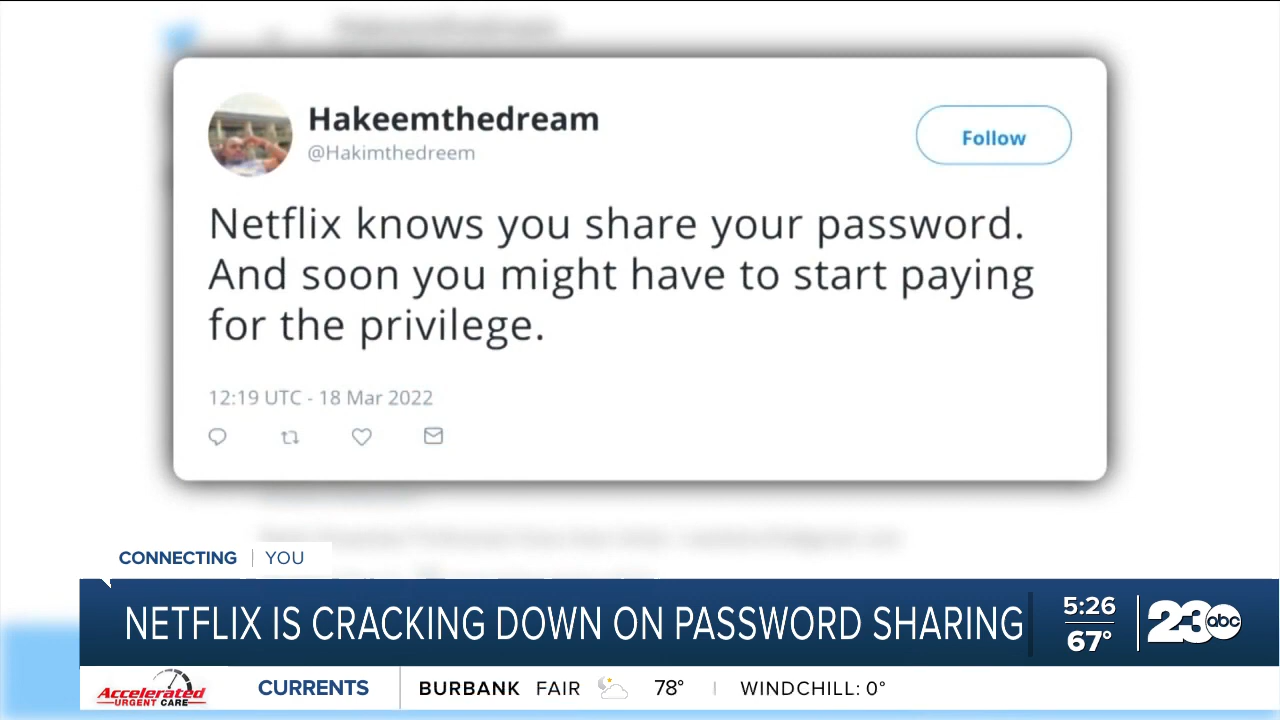 Hakeemthedream
@Hakimthedreem
Follow
Netflix knows you share your password.
And soon you might have to start paying
for the privilege.
12:19 UTC - 18 Mar 2022
CONNECTING | YOU
NETFLIX IS CRACKING DOWN ON PASSWORD SHARING
5:26
67°
23 abc
Accelerated
URGENT CARE
CURRENTS
BURBANK FAIR 78° | WINDCHILL: 0°